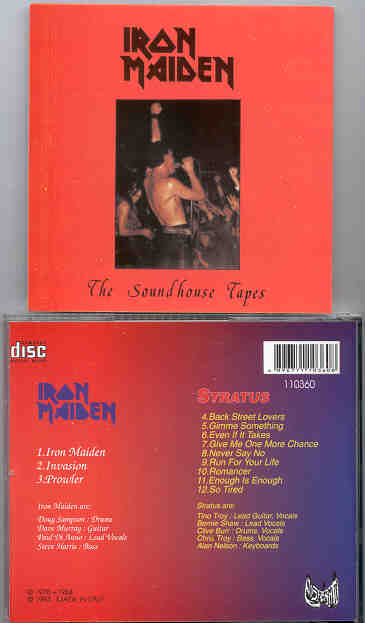 IRON
MAIDEN
The Soundhouse Tapes
disc
110360
IRON
MAIDEN
1.Iron Maiden
2.Invasion
3.Prowler
Iron Maiden are:
Doug Sampson : Drums
Dave Murray : Guitar
Paul Di'Anno : Lead Vocals
Steve Harris : Bass
STRATUS
4.Back Street Lovers
5.Gimme Something
6.Even If It Takes
7.Give Me One More Chance
8.Never Say No
9.Run For Your Life
10.Romancer
11.Enough Is Enough
12.So Tired
Stratus are:
Tino Troy : Lead Guitar, Vocals
Bernie Shaw : Lead Vocals
Clive Burr : Drums, Vocals
Chris Troy : Bass, Vocals
Alan Nelson : Keyboards